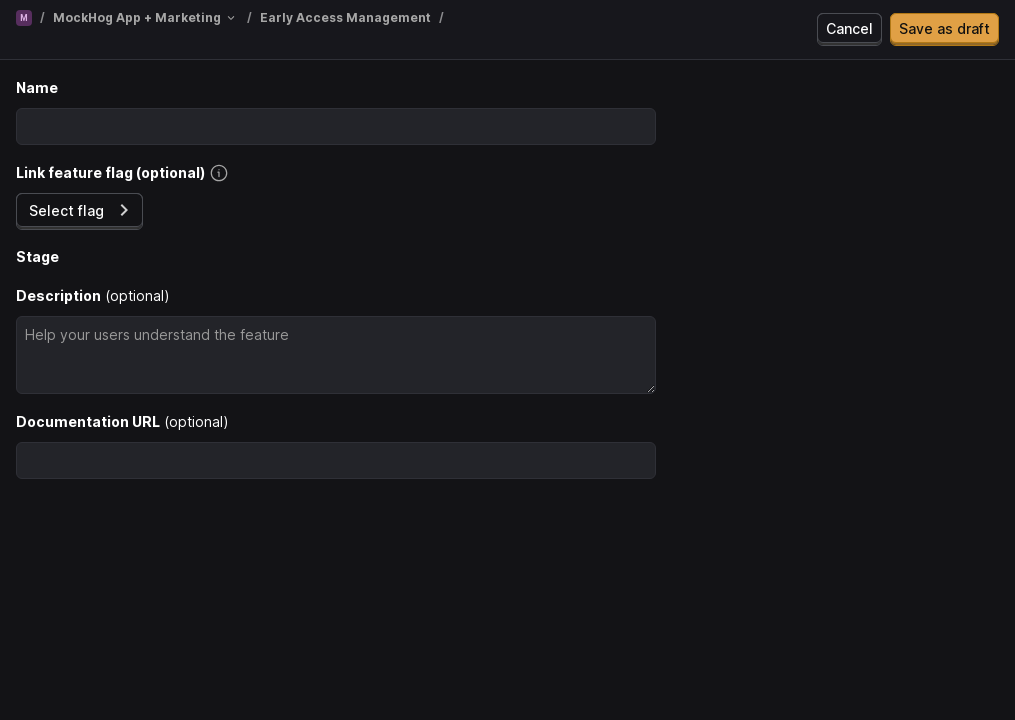 M / MockHog App + Marketing / Early Access Management /
Cancel
Save as draft
Name
Link feature flag (optional)
Select flag
Stage
Description (optional)
Help your users understand the feature
Documentation URL (optional)